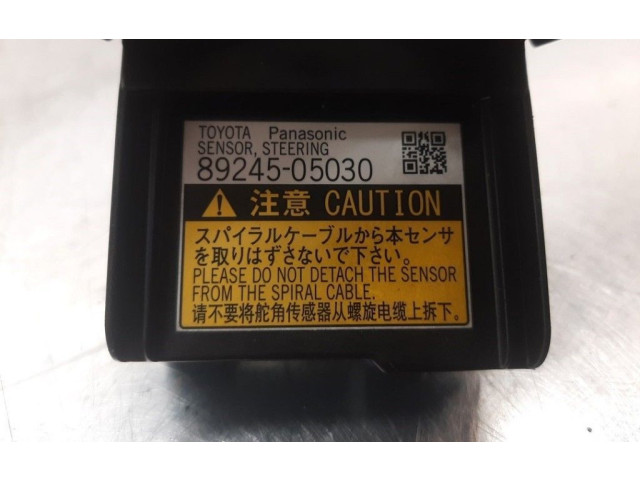 TOYOTA Panasonic
SENSOR, STEERING
89245-05030
注意 CAUTION
スパイラルケーブルから本センサ
を取りはずさないで下さい。
PLEASE DO NOT DETACH THE SENSOR
FROM THE SPIRAL CABLE.
请不要将舵角传感器从螺旋电缆上拆下。